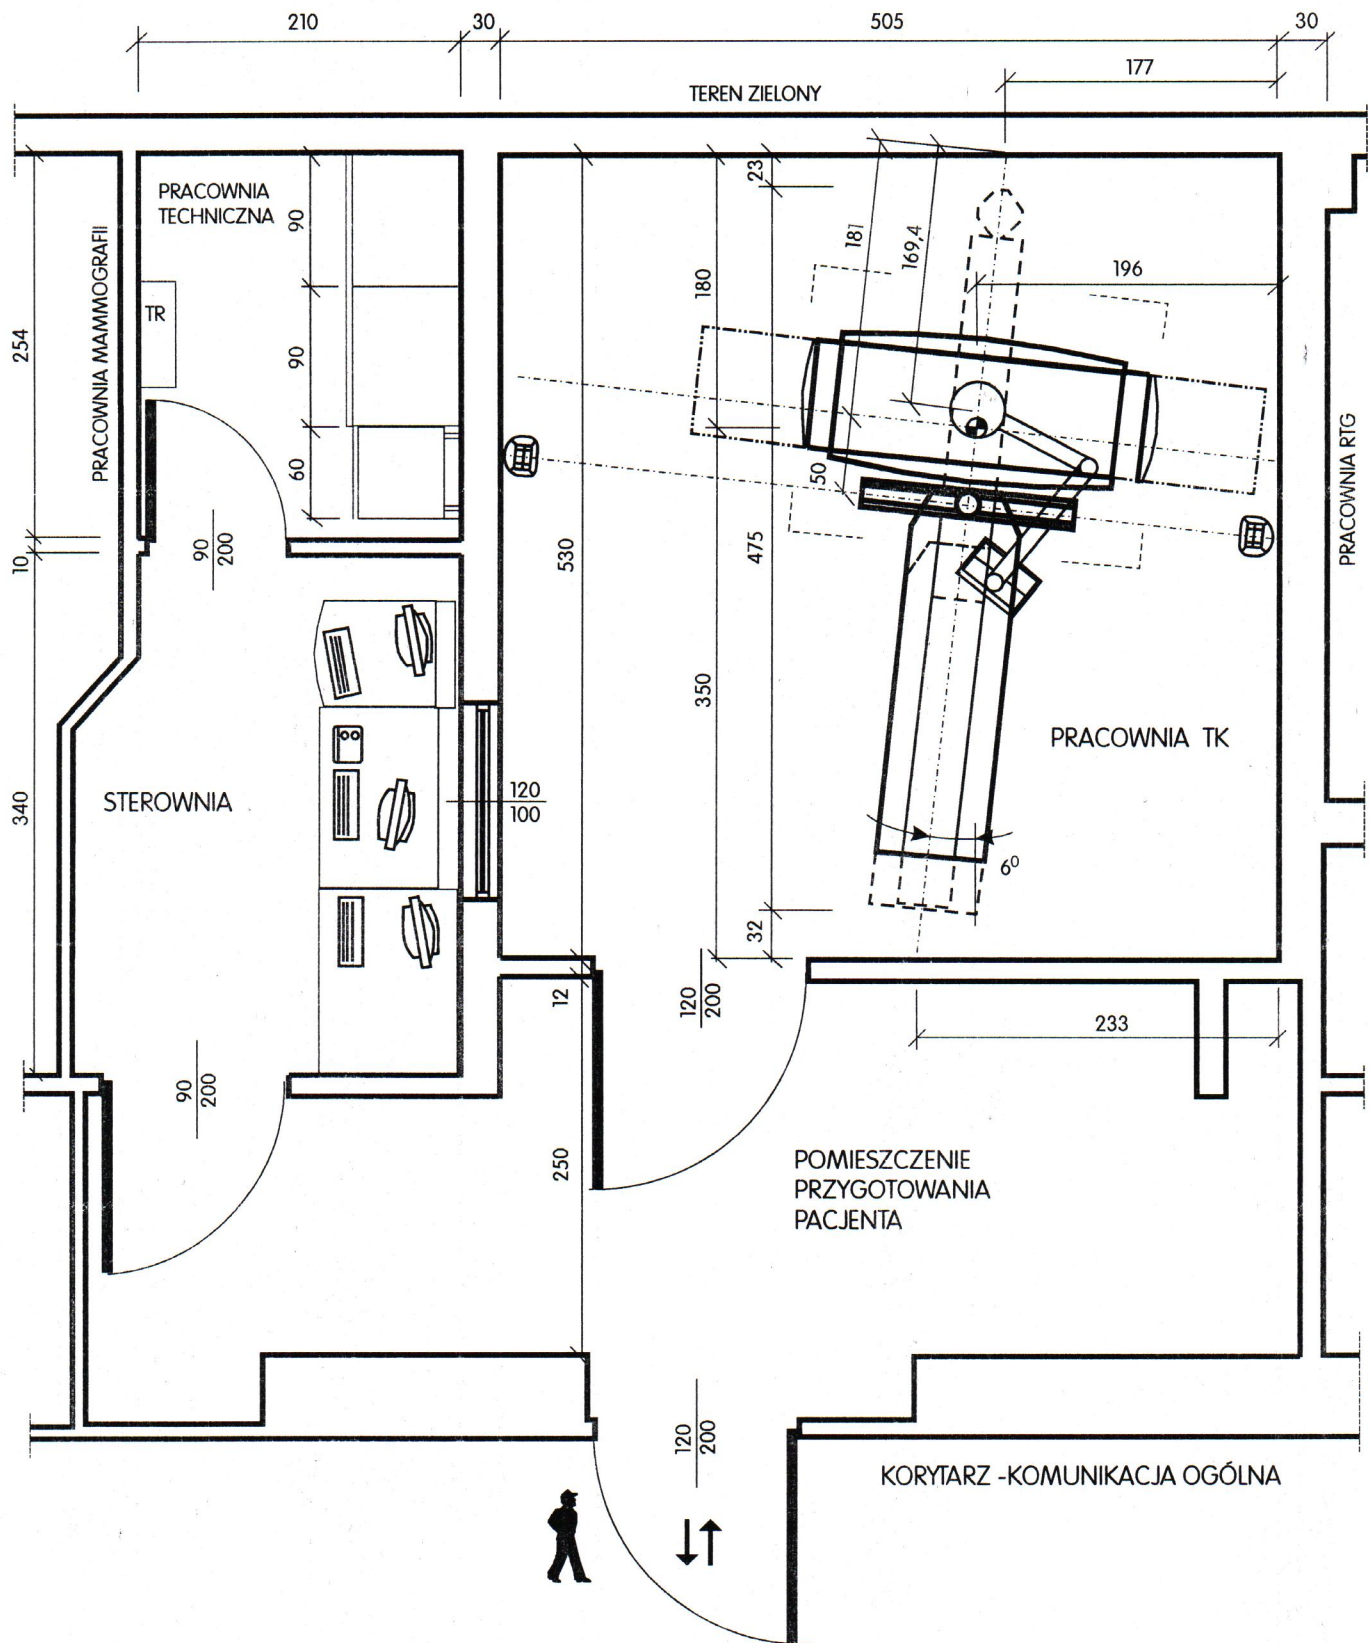 210
30
505
30
177
TEREN ZIELONY
PRACOWNIA
TECHNICZNA
PRACOWNIA MAMMOGRAFII
TR
90
90
60
254
10
340
23
181
169,4
180
196
50
530
475
350
PRACOWNIA RTG
90
200
PRACOWNIA TK
STEROWNIA
120
100
6⁰
32
12
120
200
233
90
200
250
POMIESZCZENIE
PRZYGOTOWANIA
PACJENTA
120
200
KORYTARZ -KOMUNIKACJA OGÓLNA